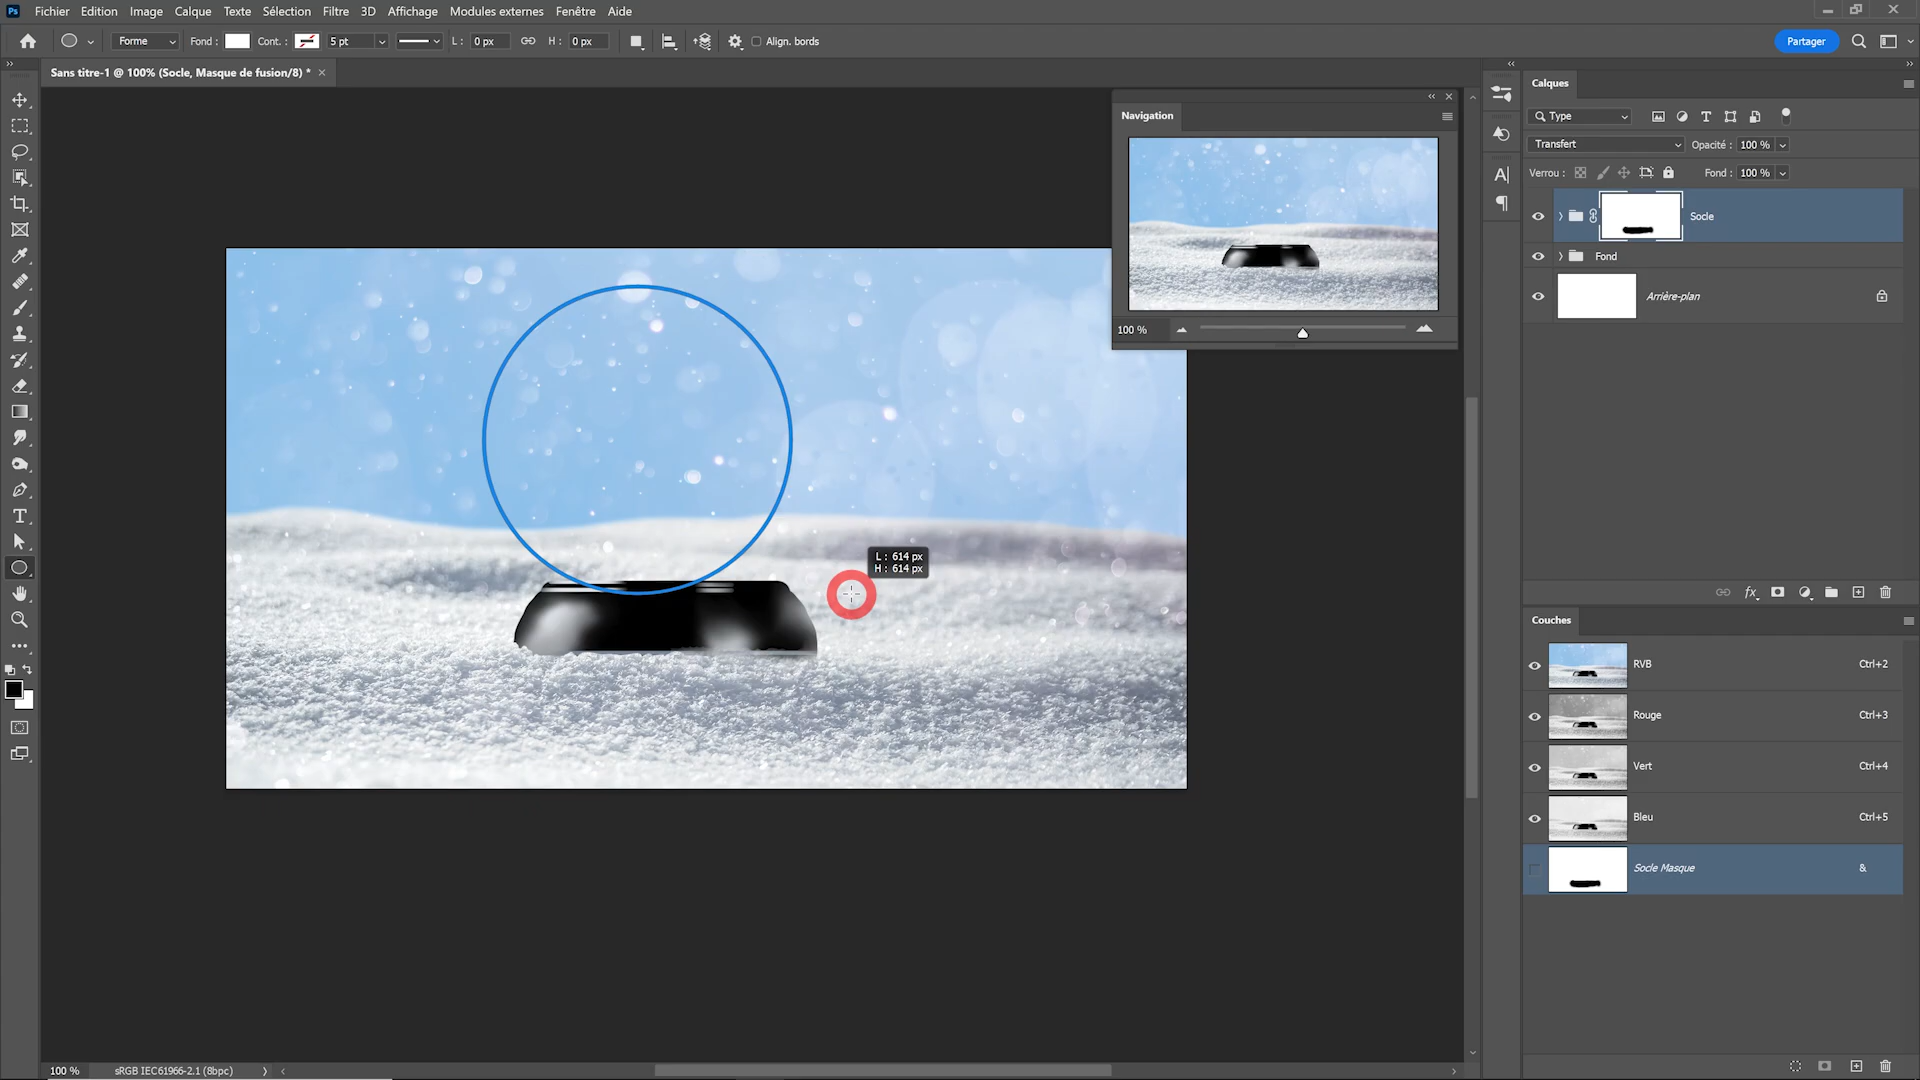 Ps Fichier Edition Image Calque Texte Sélection Filtre 3D Affichage Modules externes Fenêtre Aide
Forme Fond : Cont. : 5 pt L : 0 px H : 0 px Align. bords Partager
Sans titre-1 @ 100% (Socle, Masque de fusion/8) * ×
Navigation
100 %
L : 614 px
H : 614 px
Calques
Type
Transfert Opacité : 100 %
Verrou : Fond : 100 %
Socle
Fond
Arrière-plan
fx
Couches
RVB Ctrl+2
Rouge Ctrl+3
Vert Ctrl+4
Bleu Ctrl+5
Socle Masque &
100 % sRGB IEC61966-2.1 (8bpc)